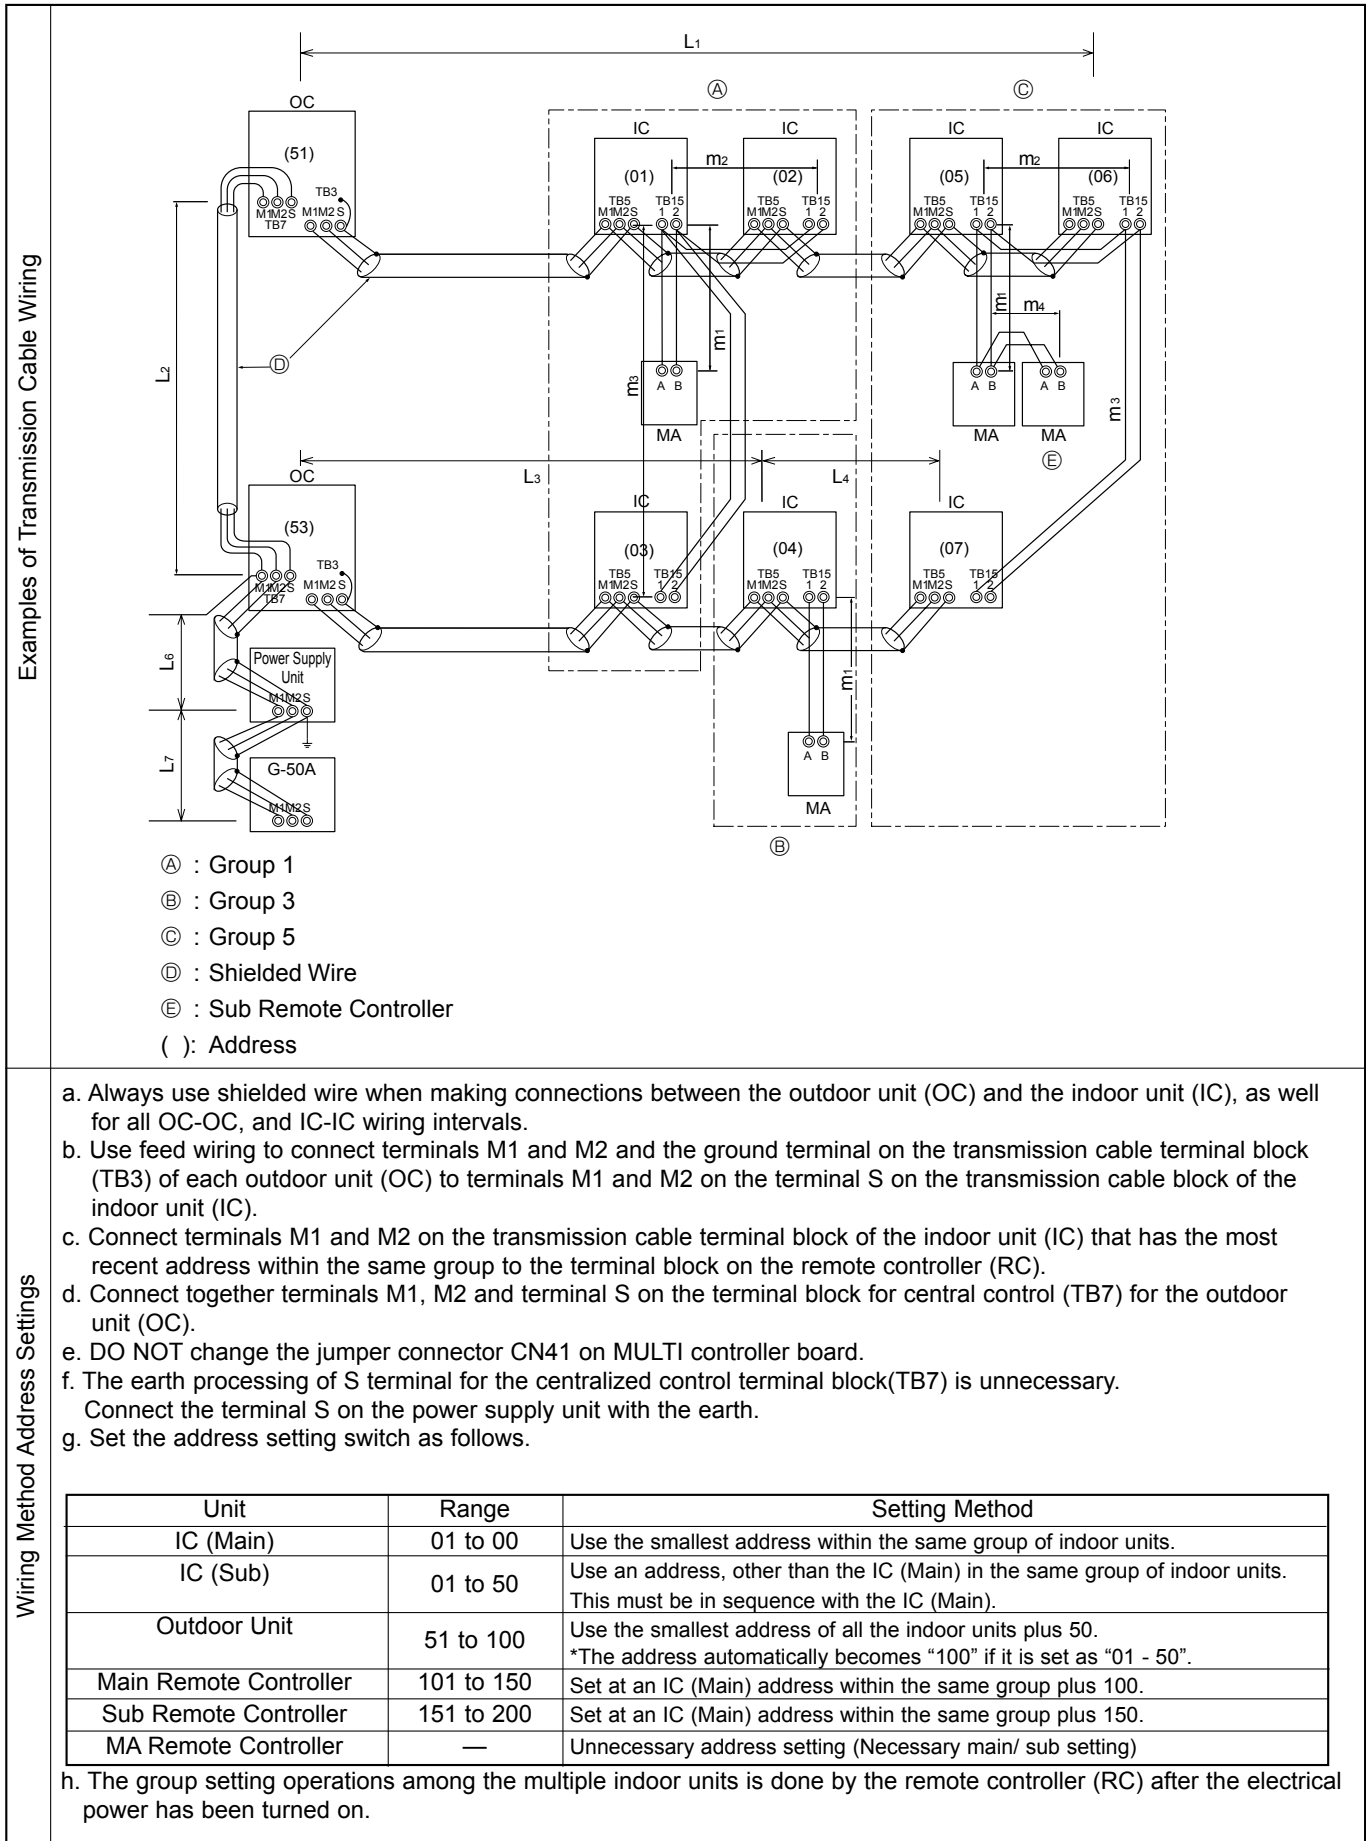 Examples of Transmission Cable Wiring
L1
Ⓐ
Ⓒ
OC
IC
IC
IC
IC
(51)
(01)
m2
(02)
(05)
m2
(06)
TB3
M1M2S
TB7
M1M2 S
TB5
M1M2S
TB15
1 2
TB5
M1M2S
TB15
1 2
TB5
M1M2S
TB15
1 2
TB5
M1M2S
TB15
1 2
L2
Ⓓ
m3
m1
m1
m4
m3
A B
MA
A B
MA
A B
MA
Ⓔ
L3
L4
OC
IC
IC
IC
(53)
(03)
(04)
(07)
TB3
M1M2S
TB7
M1M2 S
TB5
M1M2S
TB15
1 2
TB5
M1M2S
TB15
1 2
TB5
M1M2S
TB15
1 2
L6
Power Supply
Unit
M1M2S
m1
L7
G-50A
M1M2S
A B
MA
Ⓑ
Ⓐ : Group 1
Ⓑ : Group 3
Ⓒ : Group 5
Ⓓ : Shielded Wire
Ⓔ : Sub Remote Controller
( ): Address
Wiring Method Address Settings
a. Always use shielded wire when making connections between the outdoor unit (OC) and the indoor unit (IC), as well
for all OC-OC, and IC-IC wiring intervals.
b. Use feed wiring to connect terminals M1 and M2 and the ground terminal on the transmission cable terminal block
(TB3) of each outdoor unit (OC) to terminals M1 and M2 on the terminal S on the transmission cable block of the
indoor unit (IC).
c. Connect terminals M1 and M2 on the transmission cable terminal block of the indoor unit (IC) that has the most
recent address within the same group to the terminal block on the remote controller (RC).
d. Connect together terminals M1, M2 and terminal S on the terminal block for central control (TB7) for the outdoor
unit (OC).
e. DO NOT change the jumper connector CN41 on MULTI controller board.
f. The earth processing of S terminal for the centralized control terminal block(TB7) is unnecessary.
Connect the terminal S on the power supply unit with the earth.
g. Set the address setting switch as follows.
Unit Range Setting Method
IC (Main) 01 to 00 Use the smallest address within the same group of indoor units.
IC (Sub) 01 to 50 Use an address, other than the IC (Main) in the same group of indoor units.
This must be in sequence with the IC (Main).
Outdoor Unit 51 to 100 Use the smallest address of all the indoor units plus 50.
*The address automatically becomes “100” if it is set as “01 - 50”.
Main Remote Controller 101 to 150 Set at an IC (Main) address within the same group plus 100.
Sub Remote Controller 151 to 200 Set at an IC (Main) address within the same group plus 150.
MA Remote Controller — Unnecessary address setting (Necessary main/ sub setting)
h. The group setting operations among the multiple indoor units is done by the remote controller (RC) after the electrical
power has been turned on.